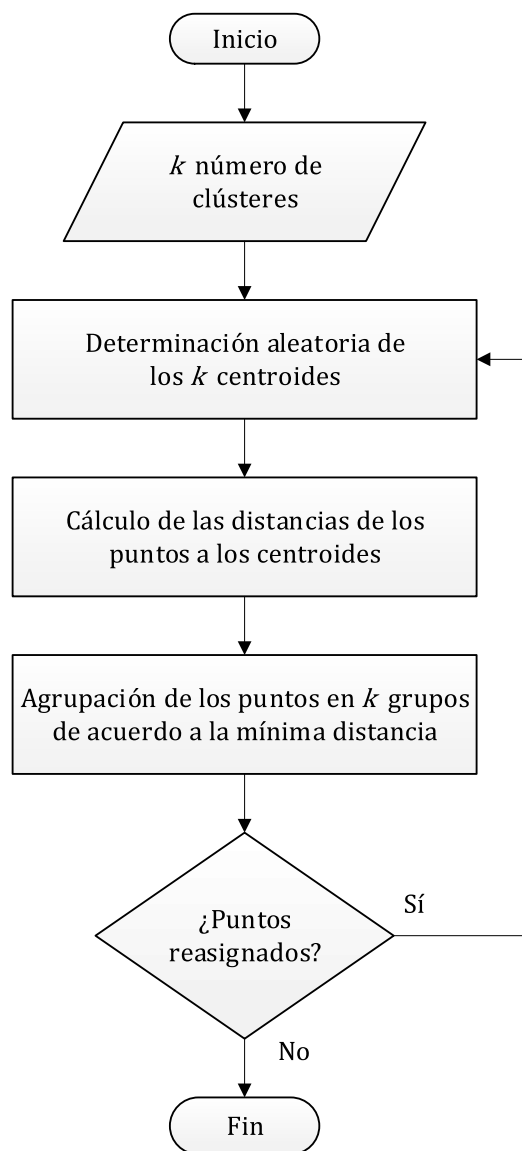 Inicio
k número de
clústeres
Determinación aleatoria de
los k centroides
Cálculo de las distancias de los
puntos a los centroides
Agrupación de los puntos en k grupos
de acuerdo a la mínima distancia
¿Puntos
reasignados?
Sí
No
Fin